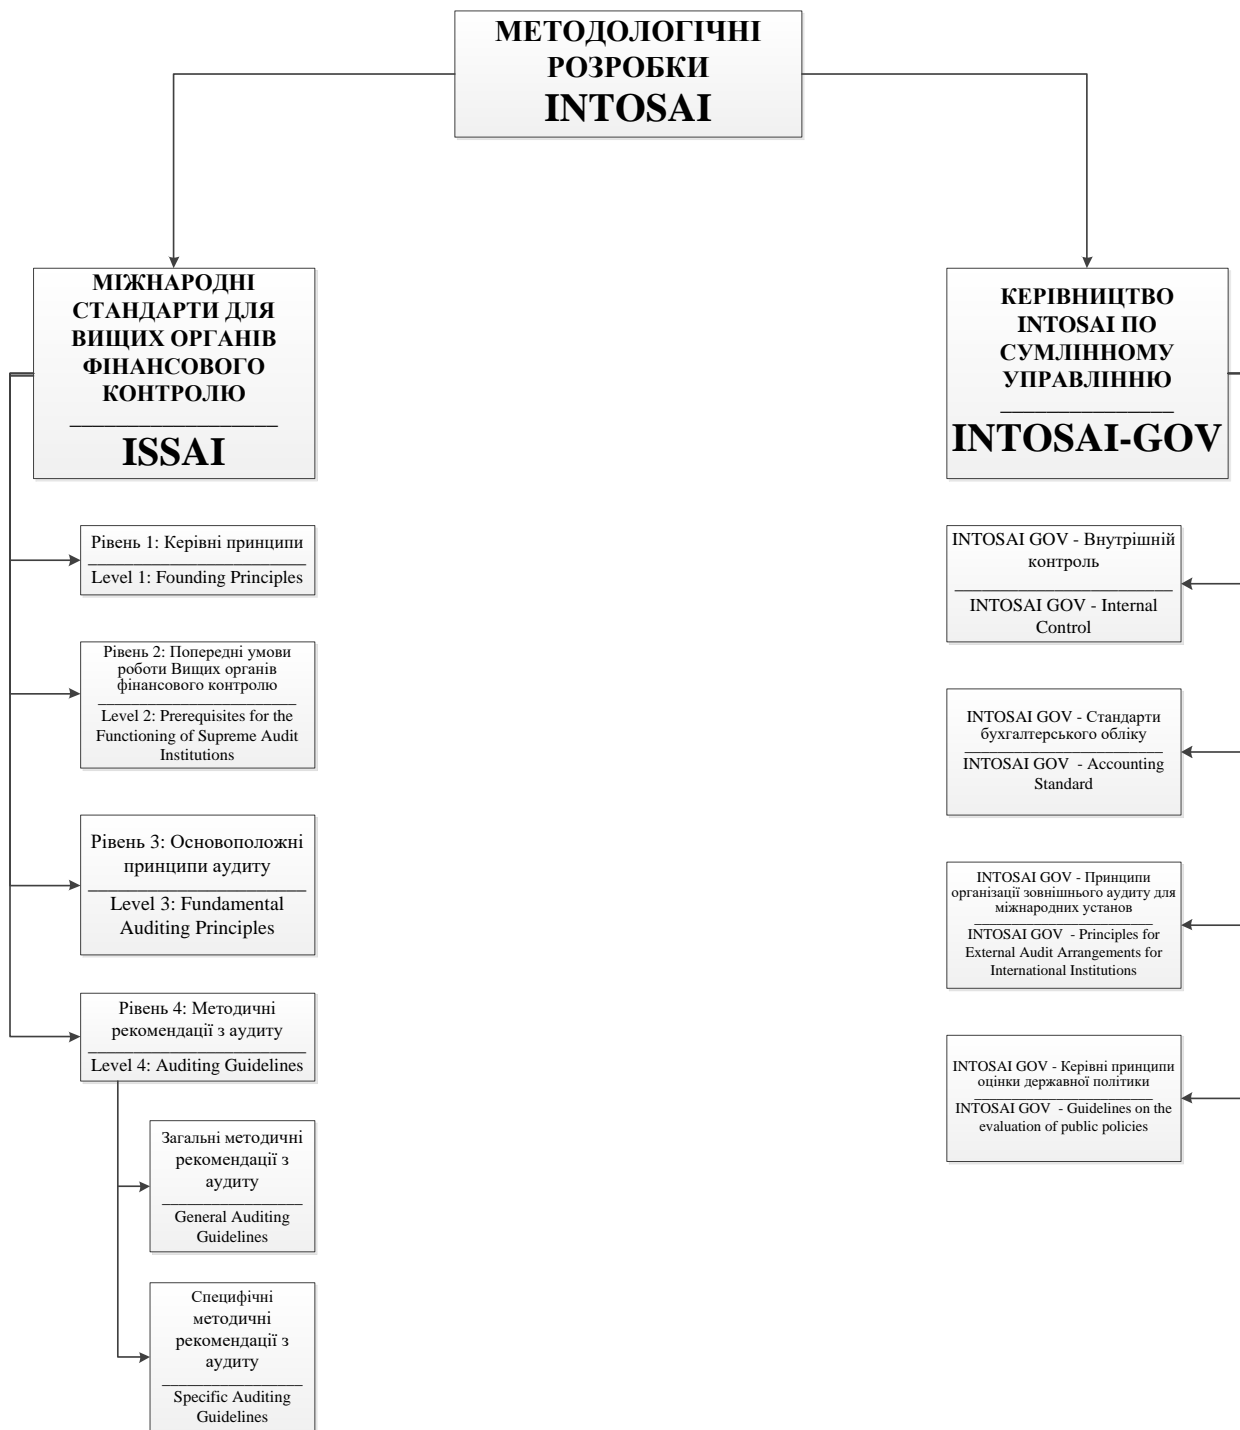 МЕТОДОЛОГІЧНІ
РОЗРОБКИ
INTOSAI
МІЖНАРОДНІ
СТАНДАРТИ ДЛЯ
ВИЩИХ ОРГАНІВ
ФІНАНСОВОГО
КОНТРОЛЮ
ISSAI
Рівень 1: Керівні принципи
Level 1: Founding Principles
Рівень 2: Попередні умови
роботи Вищих органів
фінансового контролю
Level 2: Prerequisites for the
Functioning of Supreme Audit
Institutions
Рівень 3: Основоположні
принципи аудиту
Level 3: Fundamental
Auditing Principles
Рівень 4: Методичні
рекомендації з аудиту
Level 4: Auditing Guidelines
Загальні методичні
рекомендації з
аудиту
General Auditing
Guidelines
Специфічні
методичні
рекомендації з
аудиту
Specific Auditing
Guidelines
КЕРІВНИЦТВО
INTOSAI ПО
СУМЛІННОМУ
УПРАВЛІННЮ
INTOSAI-GOV
INTOSAI GOV - Внутрішній
контроль
INTOSAI GOV - Internal
Control
INTOSAI GOV - Стандарти
бухгалтерського обліку
INTOSAI GOV - Accounting
Standard
INTOSAI GOV - Принципи
організації зовнішнього аудиту для
міжнародних установ
INTOSAI GOV - Principles for
External Audit Arrangements for
International Institutions
INTOSAI GOV - Керівні принципи
оцінки державної політики
INTOSAI GOV - Guidelines on the
evaluation of public policies